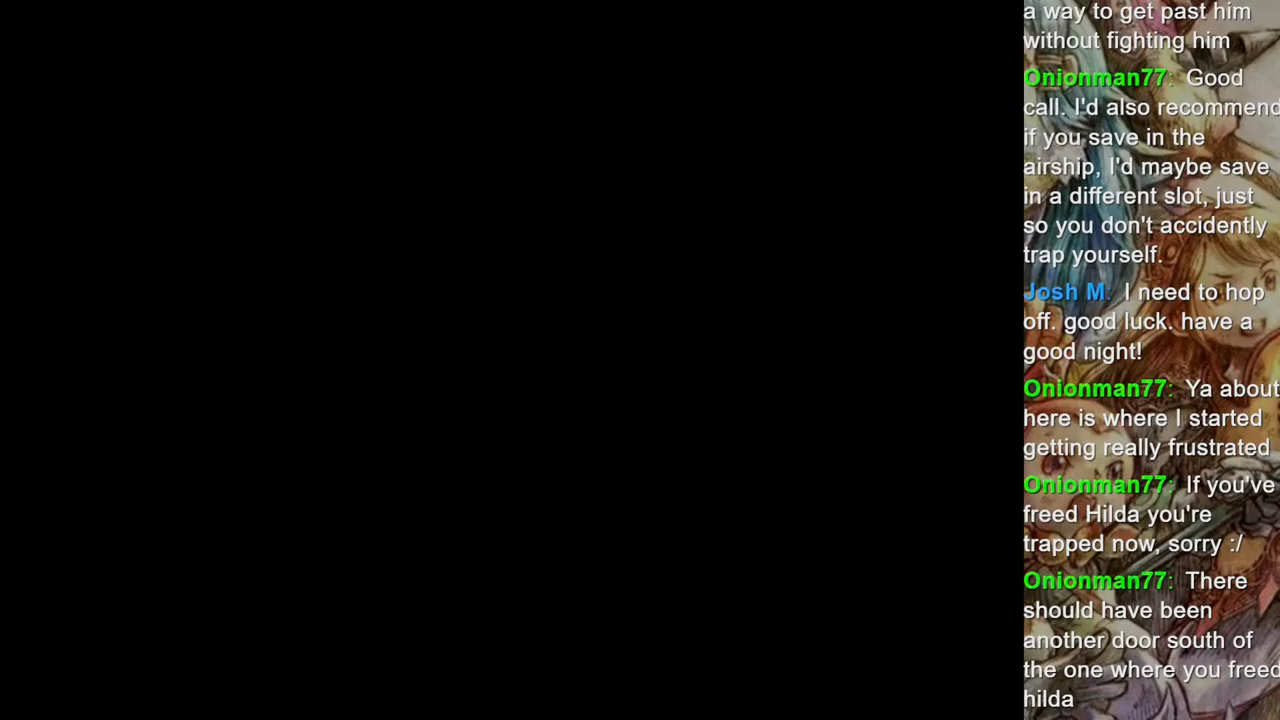 a way to get past him
without fighting him
Onionman77: Good
call. I'd also recommend
if you save in the
airship, I'd maybe save
in a different slot, just
so you don't accidently
trap yourself.
Josh M: I need to hop
off. good luck. have a
good night!
Onionman77: Ya about
here is where I started
getting really frustrated
Onionman77: If you've
freed Hilda you're
trapped now, sorry :/
Onionman77: There
should have been
another door south of
the one where you freed
hilda